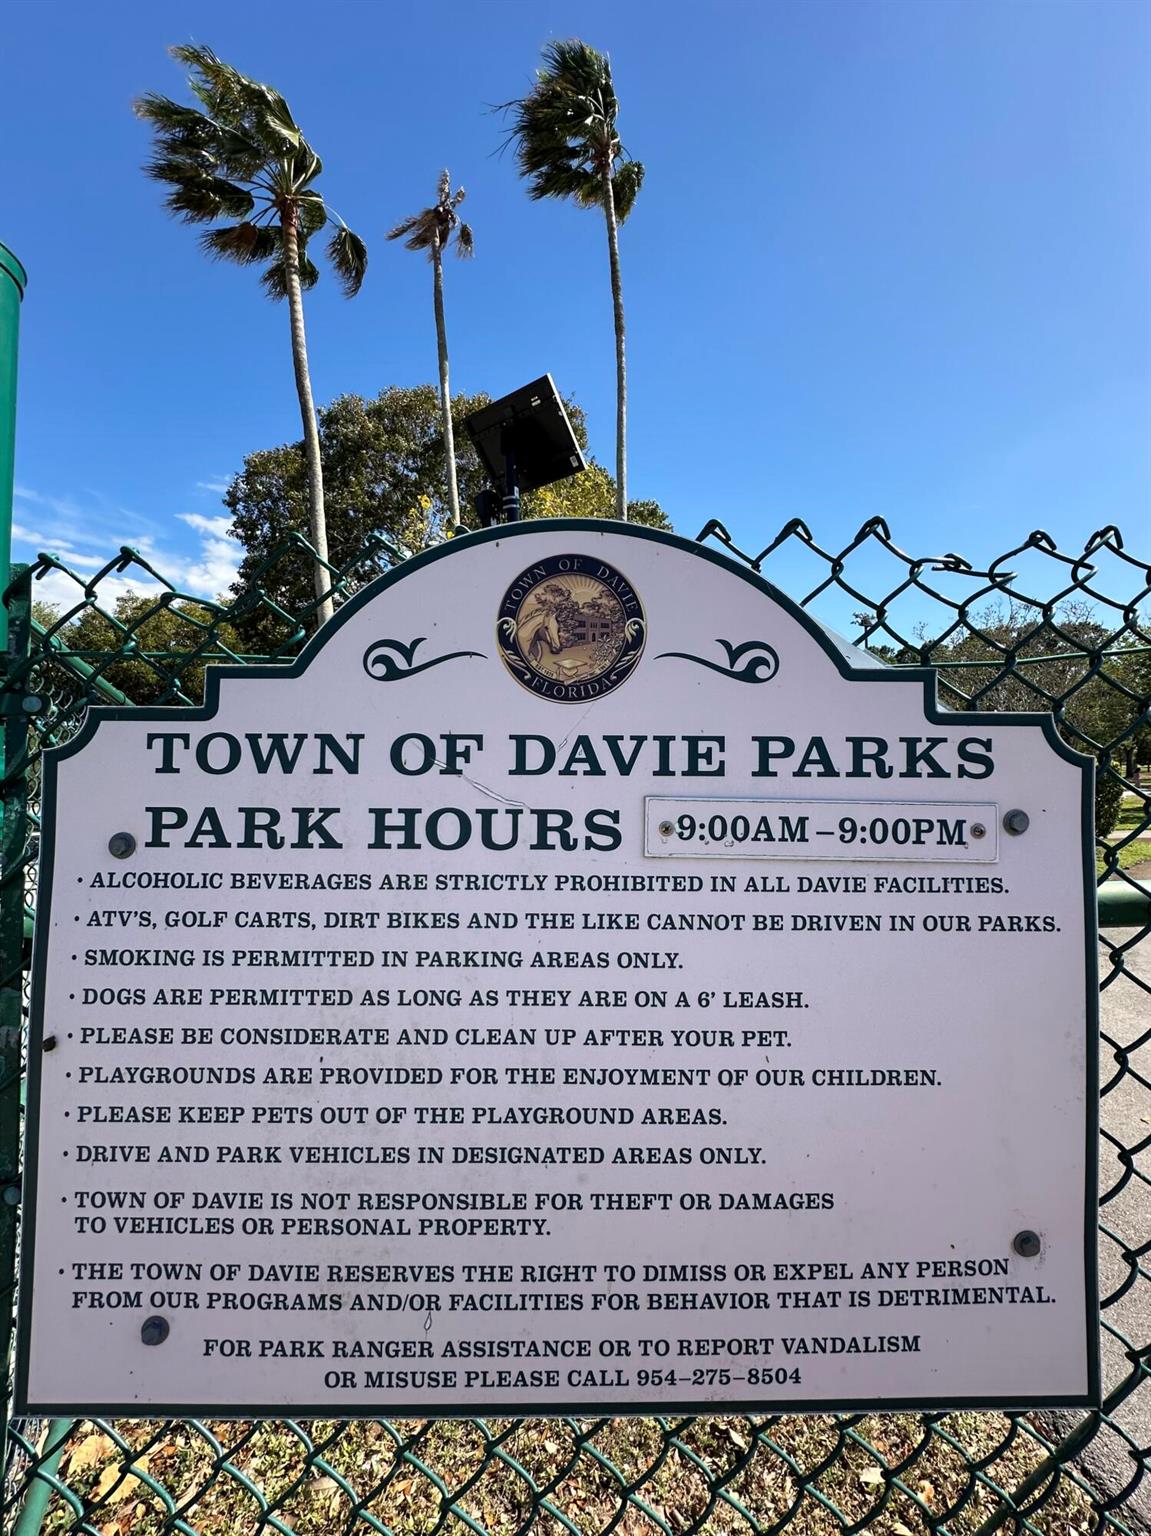 TOWN OF DAVIE
FLORIDA
TOWN OF DAVIE PARKS
PARK HOURS 9:00AM – 9:00PM
• ALCOHOLIC BEVERAGES ARE STRICTLY PROHIBITED IN ALL DAVIE FACILITIES.
• ATV'S, GOLF CARTS, DIRT BIKES AND THE LIKE CANNOT BE DRIVEN IN OUR PARKS.
• SMOKING IS PERMITTED IN PARKING AREAS ONLY.
• DOGS ARE PERMITTED AS LONG AS THEY ARE ON A 6' LEASH.
• PLEASE BE CONSIDERATE AND CLEAN UP AFTER YOUR PET.
• PLAYGROUNDS ARE PROVIDED FOR THE ENJOYMENT OF OUR CHILDREN.
• PLEASE KEEP PETS OUT OF THE PLAYGROUND AREAS.
• DRIVE AND PARK VEHICLES IN DESIGNATED AREAS ONLY.
• TOWN OF DAVIE IS NOT RESPONSIBLE FOR THEFT OR DAMAGES
TO VEHICLES OR PERSONAL PROPERTY.
• THE TOWN OF DAVIE RESERVES THE RIGHT TO DIMISS OR EXPEL ANY PERSON
FROM OUR PROGRAMS AND/OR FACILITIES FOR BEHAVIOR THAT IS DETRIMENTAL.
FOR PARK RANGER ASSISTANCE OR TO REPORT VANDALISM
OR MISUSE PLEASE CALL 954–275–8504